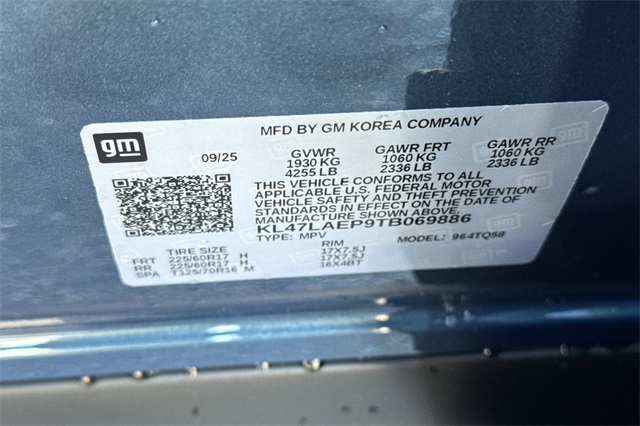 MFD BY GM KOREA COMPANY
gm
09/25
GVWR GAWR FRT GAWR RR
1930 KG 1060 KG 1060 KG
4255 LB 2336 LB 2336 LB
THIS VEHICLE CONFORMS TO ALL
APPLICABLE U.S. FEDERAL MOTOR
VEHICLE SAFETY AND THEFT PREVENTION
STANDARDS IN EFFECT ON THE DATE OF
MANUFACTURE SHOWN ABOVE.
KL47LAEP9TB069886
TYPE: MPV MODEL: 964TQ58
TIRE SIZE RIM
FRT 225/60R17 H 17X7.5J
RR 225/60R17 H 17X7.5J
SPA T125/70R16 M 16X4BT